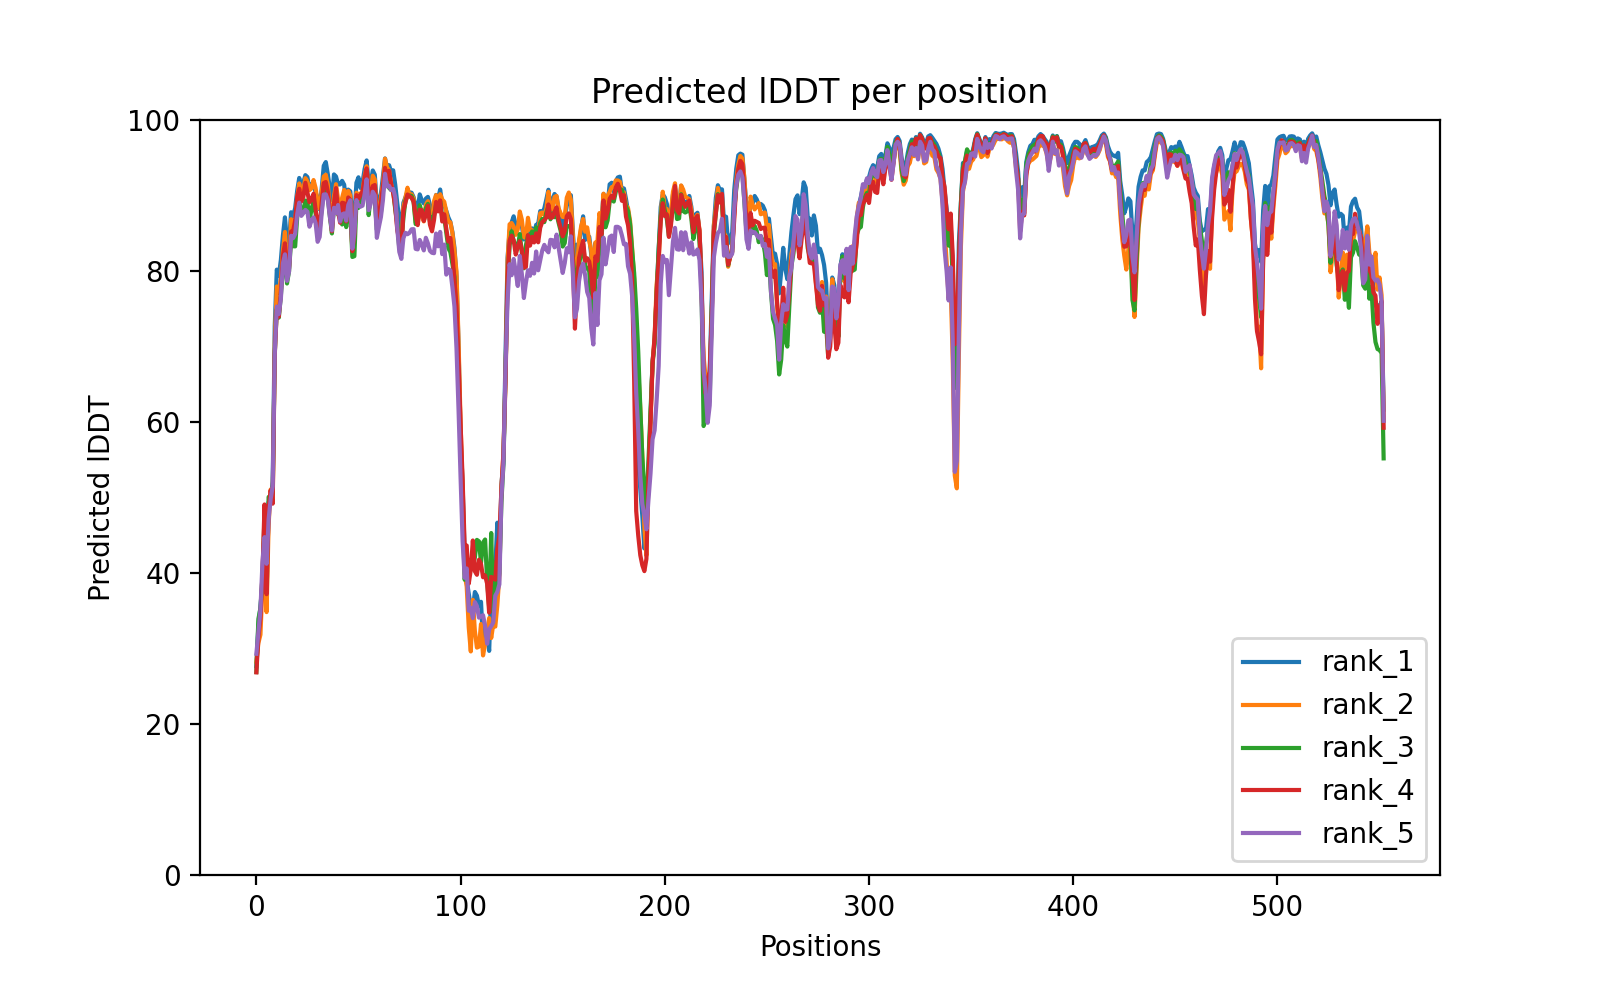 Predicted lDDT per position
100
80
60
40
20
0
Predicted lDDT
0 100 200 300 400 500
Positions
rank_1
rank_2
rank_3
rank_4
rank_5